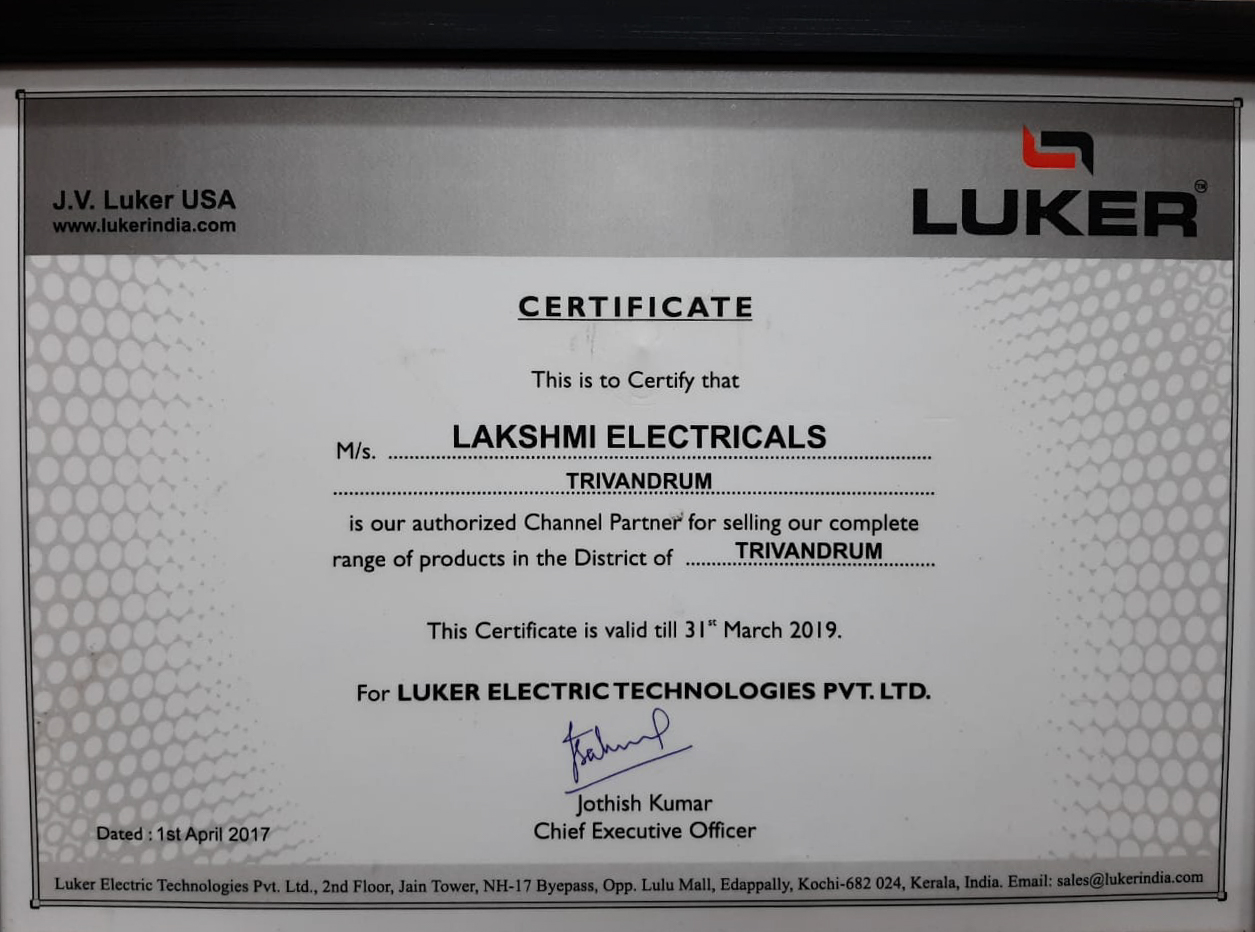 J.V. Luker USA
www.lukerindia.com
LUKER™
CERTIFICATE
This is to Certify that
M/s. LAKSHMI ELECTRICALS
TRIVANDRUM
is our authorized Channel Partner for selling our complete
range of products in the District of TRIVANDRUM
This Certificate is valid till 31st March 2019.
For LUKER ELECTRIC TECHNOLOGIES PVT. LTD.
Jothish Kumar
Chief Executive Officer
Dated : 1st April 2017
Luker Electric Technologies Pvt. Ltd., 2nd Floor, Jain Tower, NH-17 Byepass, Opp. Lulu Mall, Edappally, Kochi-682 024, Kerala, India. Email: sales@lukerindia.com